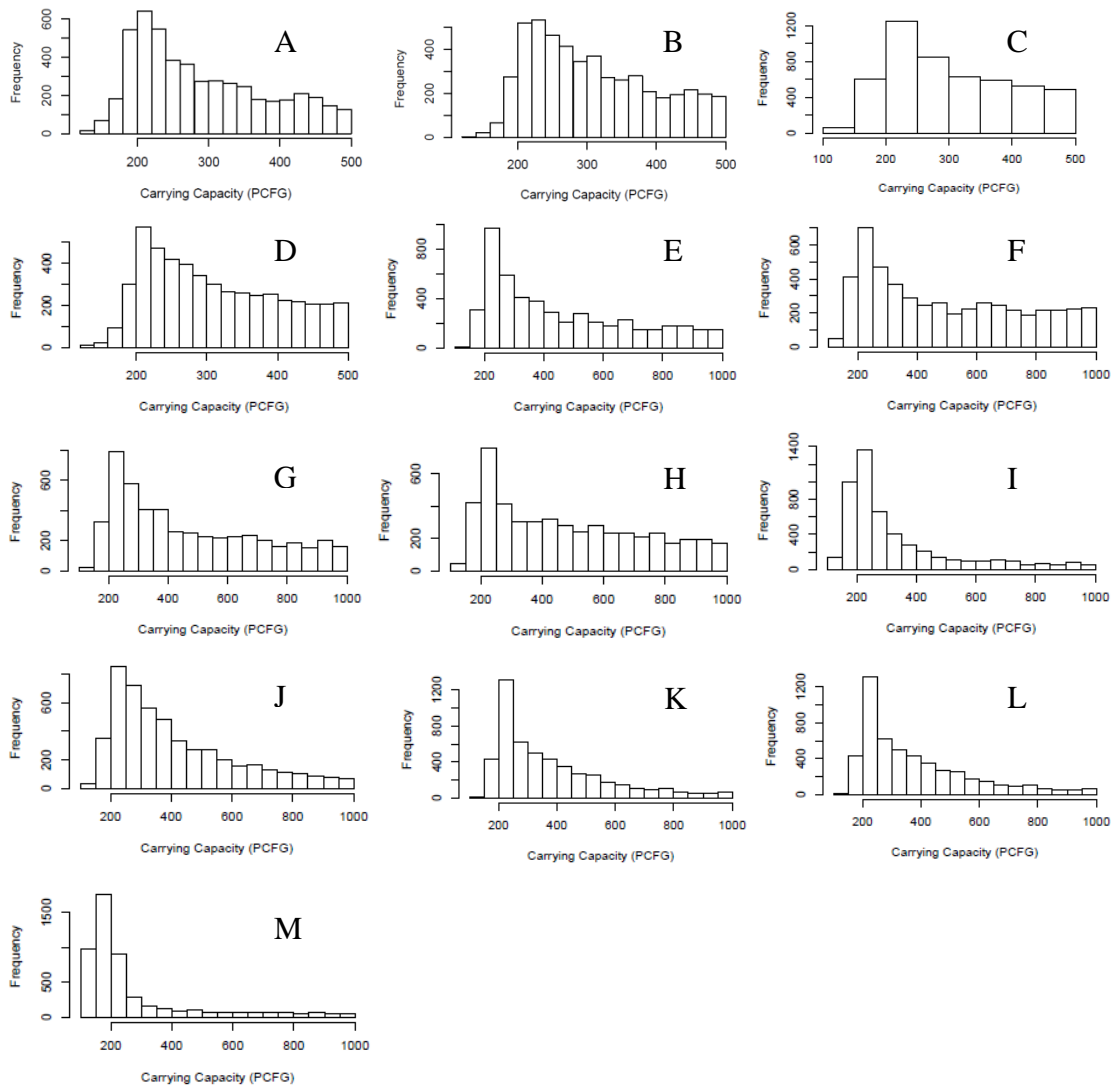 A
Frequency
0 200 400 600
200 300 400 500
Carrying Capacity (PCFG)
B
Frequency
0 200 400
200 300 400 500
Carrying Capacity (PCFG)
C
Frequency
0 400 800 1200
100 200 300 400 500
Carrying Capacity (PCFG)
D
Frequency
0 200 400
200 300 400 500
Carrying Capacity (PCFG)
E
Frequency
0 400 800
200 400 600 800 1000
Carrying Capacity (PCFG)
F
Frequency
0 200 400 600
200 400 600 800 1000
Carrying Capacity (PCFG)
G
Frequency
0 200 600
200 400 600 800 1000
Carrying Capacity (PCFG)
H
Frequency
0 200 600
200 400 600 800 1000
Carrying Capacity (PCFG)
I
Frequency
0 400 800 1400
200 400 600 800 1000
Carrying Capacity (PCFG)
J
Frequency
0 200 600
200 400 600 800 1000
Carrying Capacity (PCFG)
K
Frequency
0 400 800 1200
200 400 600 800 1000
Carrying Capacity (PCFG)
L
Frequency
0 400 800 1200
200 400 600 800 1000
Carrying Capacity (PCFG)
M
Frequency
0 500 1500
200 400 600 800 1000
Carrying Capacity (PCFG)